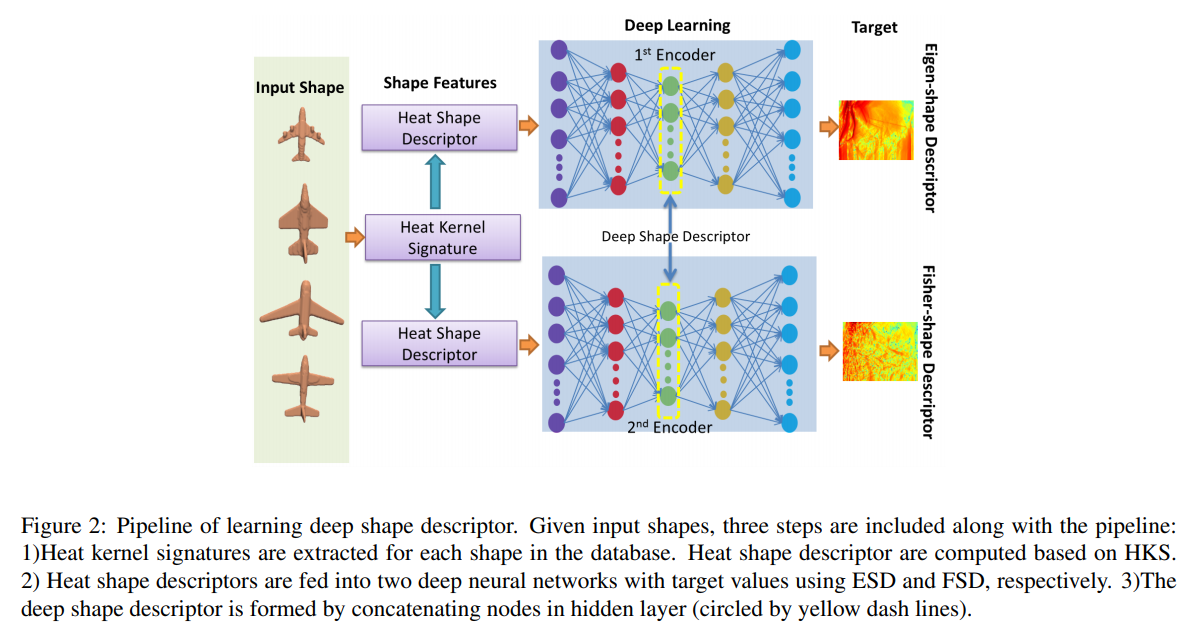 Deep Learning
Target
Input Shape
Shape Features
1st Encoder
Heat Shape
Descriptor
Eigen-shape Descriptor
Heat Kernel
Signature
Deep Shape Descriptor
Heat Shape
Descriptor
Fisher-shape Descriptor
2nd Encoder
Figure 2: Pipeline of learning deep shape descriptor. Given input shapes, three steps are included along with the pipeline:
1)Heat kernel signatures are extracted for each shape in the database. Heat shape descriptor are computed based on HKS.
2) Heat shape descriptors are fed into two deep neural networks with target values using ESD and FSD, respectively. 3)The
deep shape descriptor is formed by concatenating nodes in hidden layer (circled by yellow dash lines).